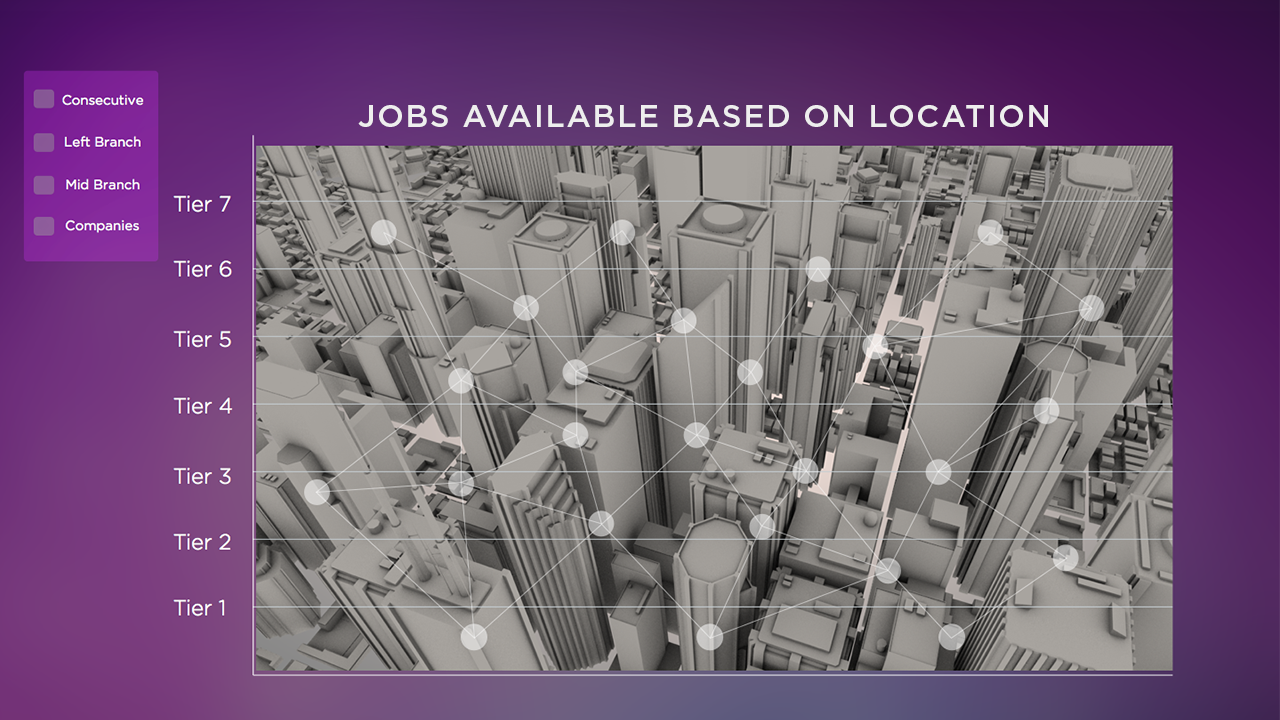 Consecutive
Left Branch
Mid Branch
Companies
JOBS AVAILABLE BASED ON LOCATION
Tier 7
Tier 6
Tier 5
Tier 4
Tier 3
Tier 2
Tier 1